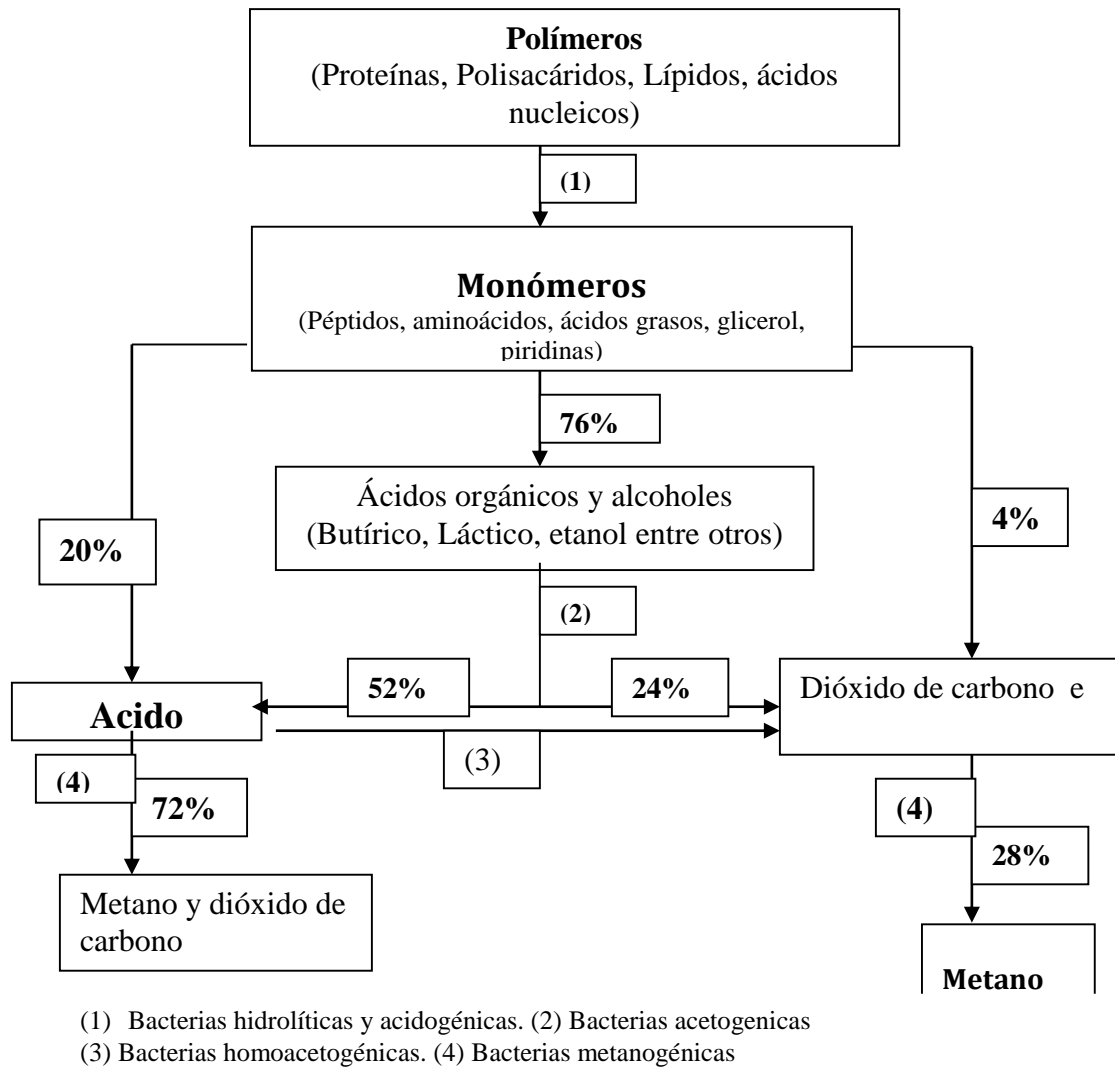 Polímeros
(Proteínas, Polisacáridos, Lípidos, ácidos
nucleicos)
(1)
Monómeros
(Péptidos, aminoácidos, ácidos grasos, glicerol,
piridinas)
76%
Ácidos orgánicos y alcoholes
(Butírico, Láctico, etanol entre otros)
4%
20%
(2)
52%
24%
Acido
Dióxido de carbono e
(3)
(4)
72%
(4)
28%
Metano y dióxido de
carbono
Metano
(1) Bacterias hidrolíticas y acidogénicas. (2) Bacterias acetogenicas
(3) Bacterias homoacetogénicas. (4) Bacterias metanogénicas